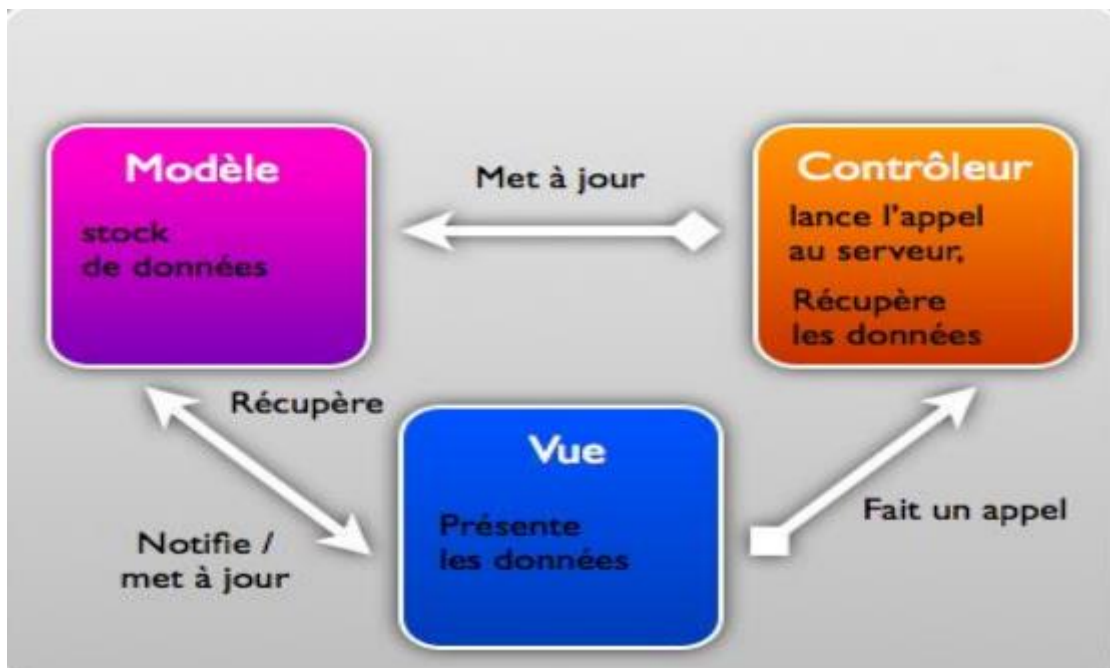 Modèle
stock
de données
Met à jour
Contrôleur
lance l'appel
au serveur,
Récupère
les données
Récupère
Notifie /
met à jour
Vue
Présente
les données
Fait un appel